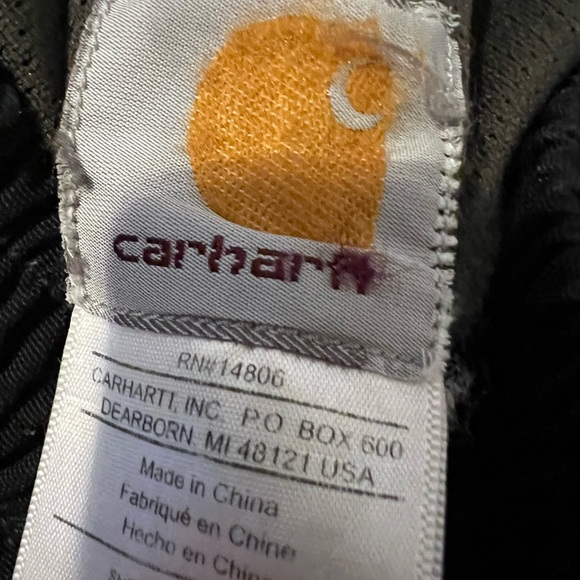 carhartt
RN# 14806
CARHARTT, INC. P.O BOX 600
DEARBORN MI 48121 USA
Made in China
Fabriqué en Chine
Hecho en China